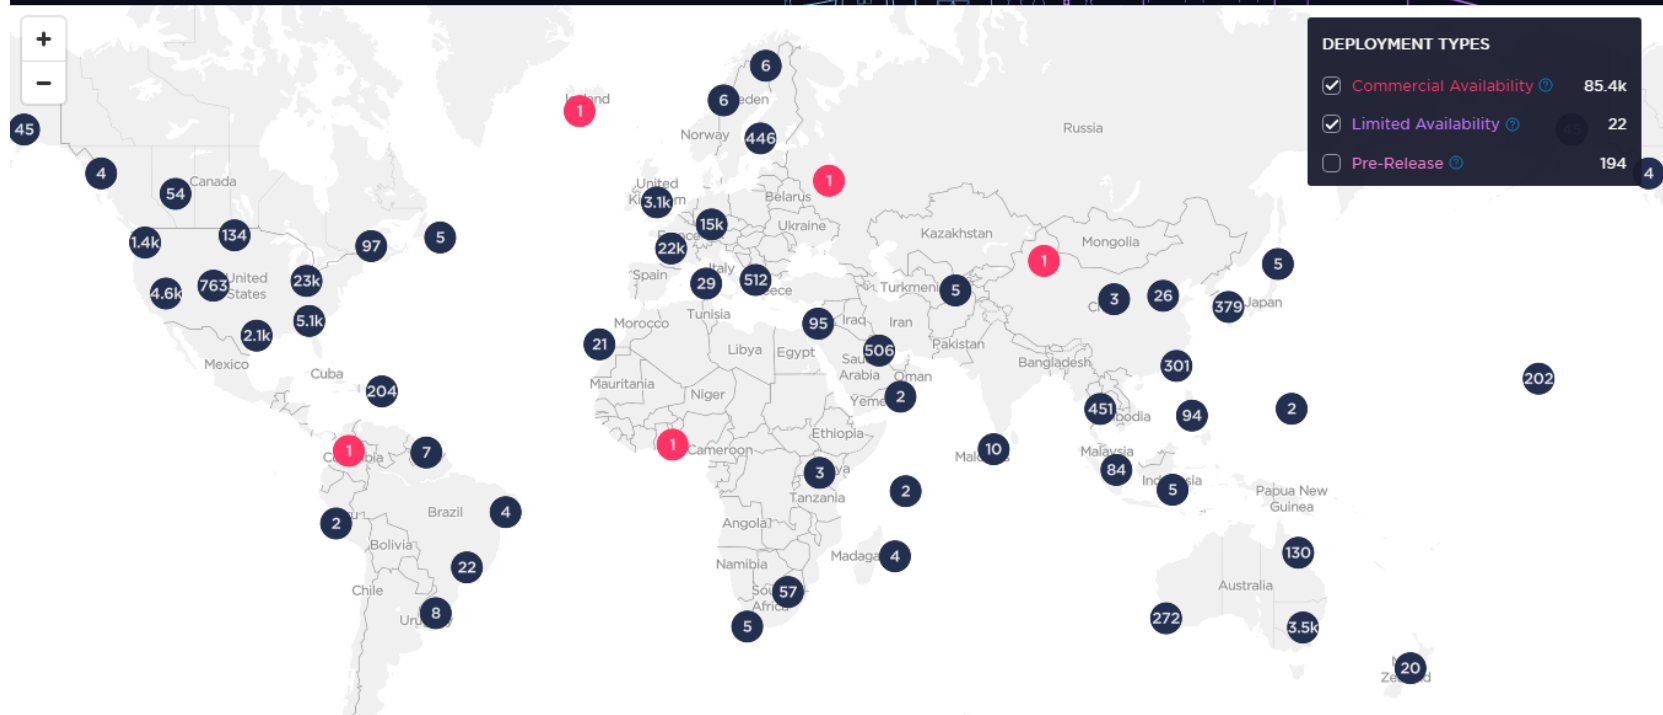 +
−
DEPLOYMENT TYPES
Commercial Availability ? 85.4k
Limited Availability ? 22
Pre-Release ? 194
6
1
6
45
Norway
446
Russia
45
4
54
Canada
United
3.1k
1
Belarus
4
1.4k
134
97
5
15k
22k
Ukraine
Kazakhstan
Mongolia
4.6k
763
United
States
23k
Spain
29
512
1
5
5
3
26
379
Japan
2.1k
5.1k
Morocco
Tunisia
95
Iraq
Iran
21
Libya
Egypt
506
Arabia
Pakistan
Bangladesh
301
Mexico
Cuba
204
Mauritania
Niger
Oman
2
202
451
94
2
1
7
1
Cameroon
Ethiopia
10
Malaysia
84
3
Tanzania
2
5
Papua New
Guinea
2
Brazil
4
Angola
130
Bolivia
22
Namibia
4
Australia
Chile
8
57
Africa
5
272
3.5k
20